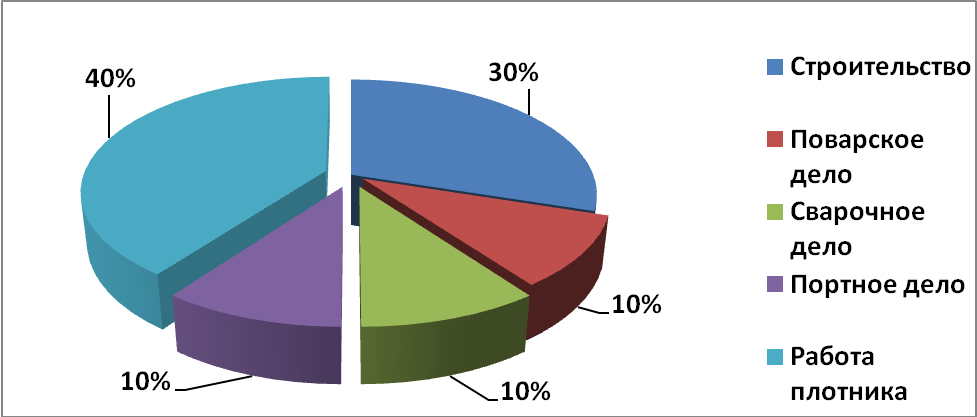 40%
30%
10%
10%
10%
Строительство
Поварское
дело
Сварочное
дело
Портное дело
Работа
плотника